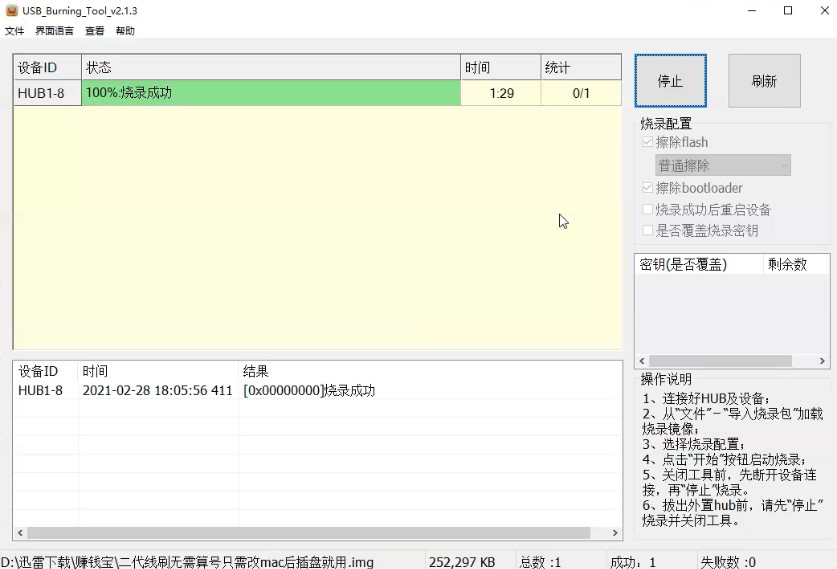 USB_Burning_Tool_v2.1.3
文件 界面语言 查看 帮助
设备ID 状态 时间 统计
HUB1-8 100%:烧录成功 1:29 0/1
停止 刷新
烧录配置
擦除flash
普通擦除
擦除bootloader
烧录成功后重启设备
是否覆盖烧录密钥
密钥(是否覆盖) 剩余数
设备ID 时间 结果
HUB1-8 2021-02-28 18:05:56 411 [0x00000000]烧录成功
操作说明
1、连接好HUB及设备;
2、从“文件”-“导入烧录包”加载
烧录镜像;
3、选择烧录配置;
4、点击“开始”按钮启动烧录;
5、关闭工具前，先断开设备连
接，再“停止”烧录。
6、拔出外置hub前，请先“停止”
烧录并关闭工具。
D:\迅雷下载\赚钱宝\二代线刷无需算号只需改mac后插盘就用.img 252,297 KB 总数 :1 成功: 1 失败数 :0